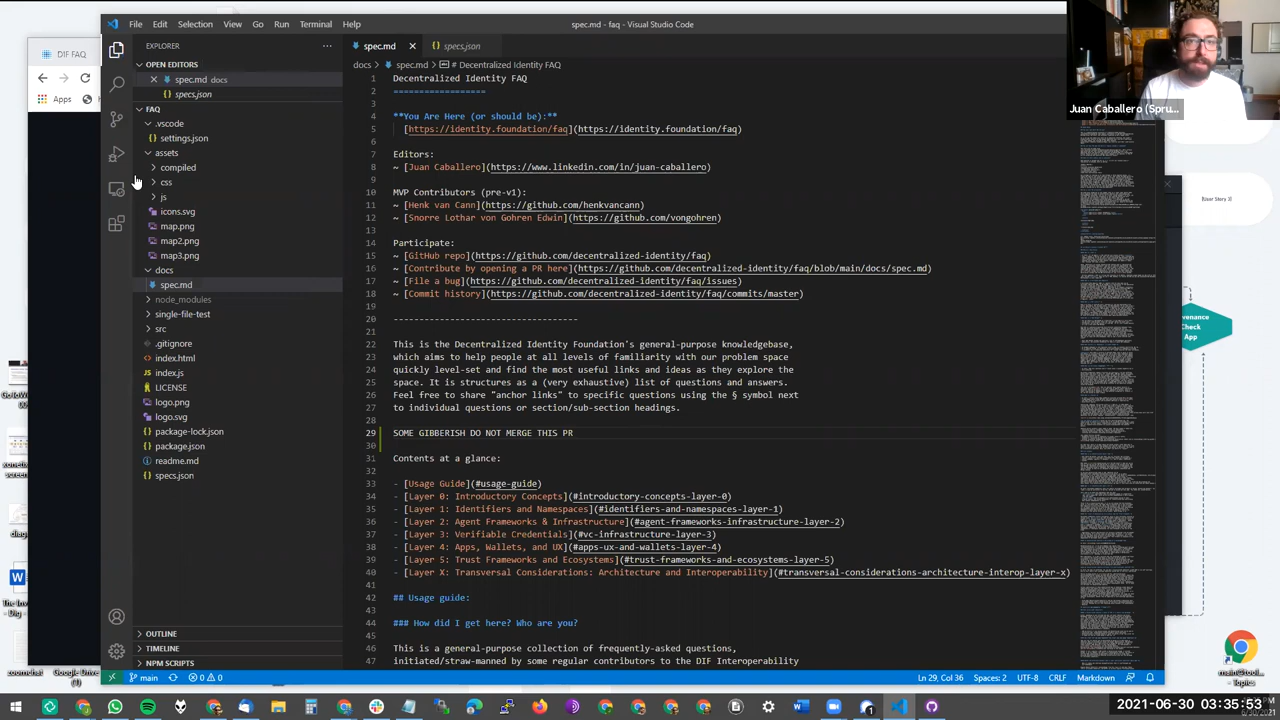 File Edit Selection View Go Run Terminal Help
spec.md - faq - Visual Studio Code
DIF FAQ
Apps
EXPLORER
OPEN EDITORS
spec.md docs
specs.json
FAQ
.vscode
settings.json
assets
compiled
css
js
icons.svg
map.png
map2.png
map3.png
docs
spec.md
node_modules
single-file-test
src
.gitignore
index.html
index.js
LICENSE
logo.png
logo.svg
package-lock.json
package.json
readme.md
specs.json
OUTLINE
TIMELINE
NPM SCRIPTS
spec.md
specs.json
docs > spec.md > # Decentralized Identity FAQ
1 Decentralized Identity FAQ
2 ==================
3
4 **You Are Here (or should be):**
5 [https://identity.foundation/faq](https://identity.foundation/faq)
6
7 Editors:
8 [Juan Caballero](https://www.linkedin.com/in/juan-caballero)
9
10 MVP Contributors (pre-v1):
11 ~ [Henk van Cann](https://github.com/henkvancann)
12 ~ [Snorre Lothar von Gohren Edwin](https://github.com/vongohren)
13
14 Participate:
15 ~ [GitHub repo](https://github.com/decentralized-identity/faq)
16 ~ [Contribute by opening a PR here](https://github.com/decentralized-identity/faq/blob/main/docs/spec.md)
17 ~ [File a bug](https://github.com/decentralized-identity/faq/issues)
18 ~ [Commit history](https://github.com/decentralized-identity/faq/commits/master)
19
20
21
22 the Decentralized Identity Foundation's general-purpose knowledgebase,
23 aims to help people at all levels of familiarity with our problem space
24 and find the most useful links and ideas as they explore the
25 space. it is structures as a (very exhaustive) list of questions and answers.
26 to share "anchor links" to specific questions using the § symbol next
27 individual questions or section/sub-section headings.
28
29 DO NOT MERGE THIS PR!
30
31 at a glance:
32
33 [Usage Guide](#usage-guide)
34 [Layer 0: Introductory Concepts](#introductory-concepts-layer-0)
35 [Layer 1: Identifiers and Namespaces](#identifiers-and-namespaces-layer-1)
36 [Layer 2: Agent Frameworks & Infrastructure](#agent-frameworks-infrastructure-layer-2)
37 [Layer 3: Verifiable Credentials](#vc-infrastructure-layer-3)
38 [Layer 4: Apps, Wallets, and UX](#apps-ux-and-wallets-layer-4)
39 [Layer 5: Trust Frameworks and Ecosystems](#trust-frameworks-and-ecosystems-layer-5)
40 [Layer X: Transversal Considerations: Architecture and Interoperability](#transversal-considerations-architecture-interop-layer-x)
41
42 ## Usage guide:
43
44 ### How did I get here? Who are you?
45
46 a general-purpose collection of frequently-asked questions,
47 by some regular contributors to the DIF Interoperability
main
0 0
Ln 29, Col 36 Spaces: 2 UTF-8 CRLF Markdown
Juan Caballero (Spru...
[User Story 3]
Check
App
Google Drive
(1)
zoom-chat
main@tool...
- Topics
2021-06-30 03:35:53